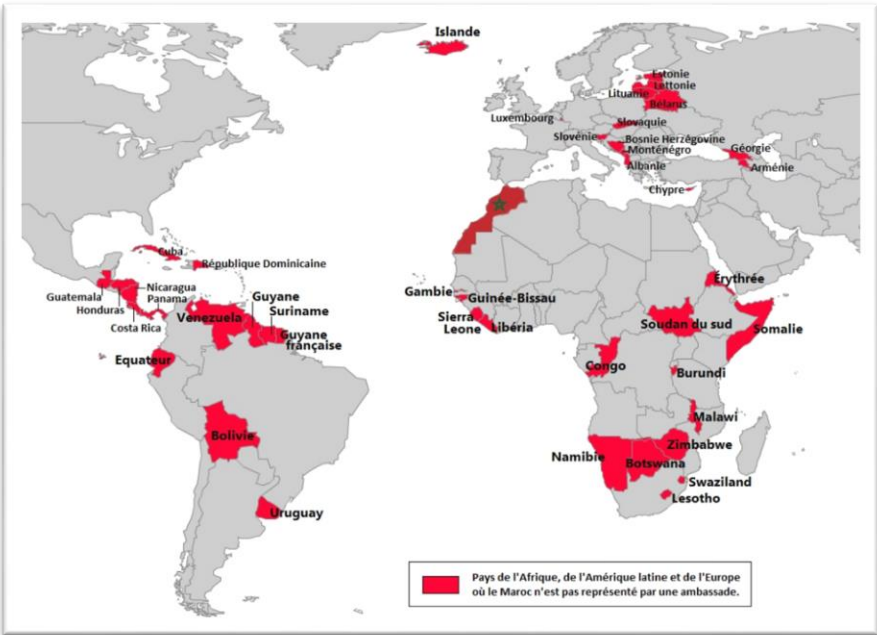 Islande
Estonie
Lettonie
Lituanie
Bélarus
Luxembourg
Slovaquie
Slovénie
Bosnie Herzégovine
Monténégro
Géorgie
Albanie
Arménie
Chypre
Cuba
République Dominicaine
Nicaragua
Guatemala
Panama
Honduras
Costa Rica
Guyane
Suriname
Venezuela
Guyane
française
Equateur
Bolivie
Uruguay
Gambie
Guinée-Bissau
Sierra
Leone
Libéria
Érythrée
Soudan du sud
Somalie
Congo
Burundi
Malawi
Zimbabwe
Namibie
Botswana
Swaziland
Lesotho
Pays de l'Afrique, de l'Amérique latine et de l'Europe
où le Maroc n'est pas représenté par une ambassade.